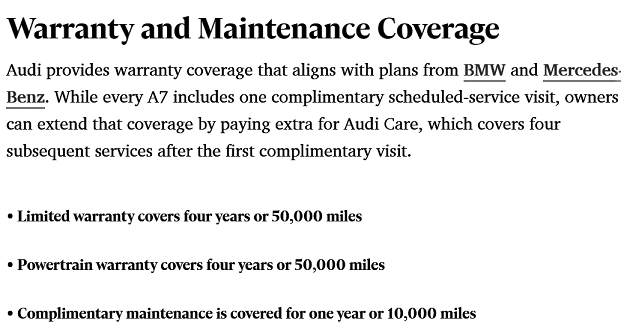 Warranty and Maintenance Coverage
Audi provides warranty coverage that aligns with plans from BMW and Mercedes-
Benz. While every A7 includes one complimentary scheduled-service visit, owners
can extend that coverage by paying extra for Audi Care, which covers four
subsequent services after the first complimentary visit.
• Limited warranty covers four years or 50,000 miles
• Powertrain warranty covers four years or 50,000 miles
• Complimentary maintenance is covered for one year or 10,000 miles